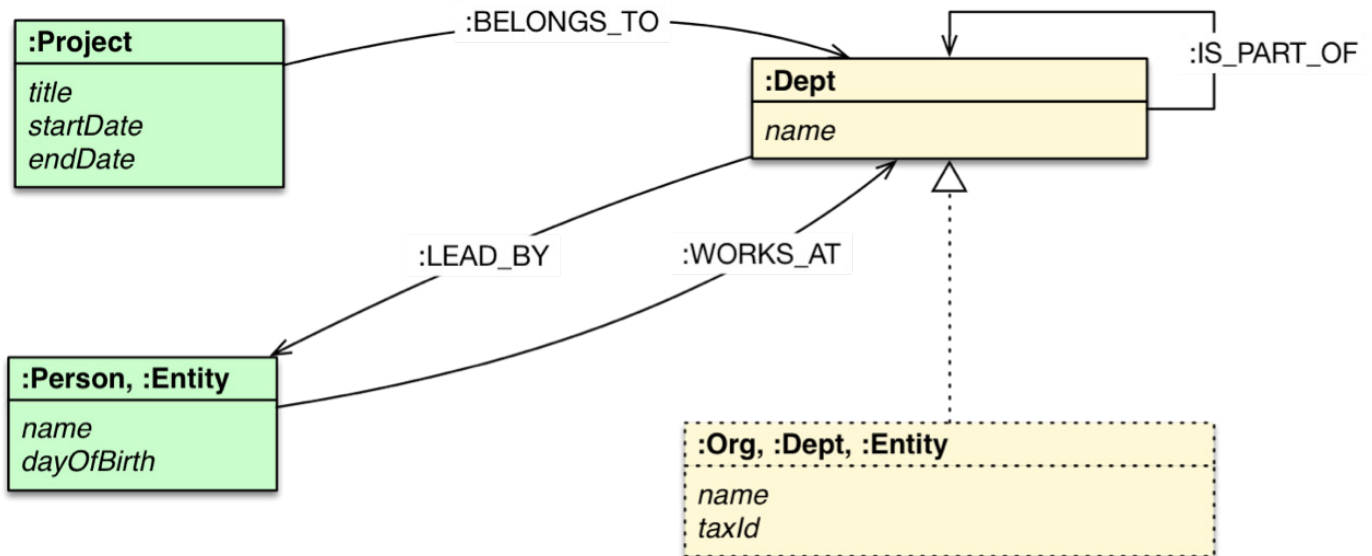 :BELONGS_TO
:Project
title
startDate
endDate
:IS_PART_OF
:Dept
name
:LEAD_BY
:WORKS_AT
:Person, :Entity
name
dayOfBirth
:Org, :Dept, :Entity
name
taxId